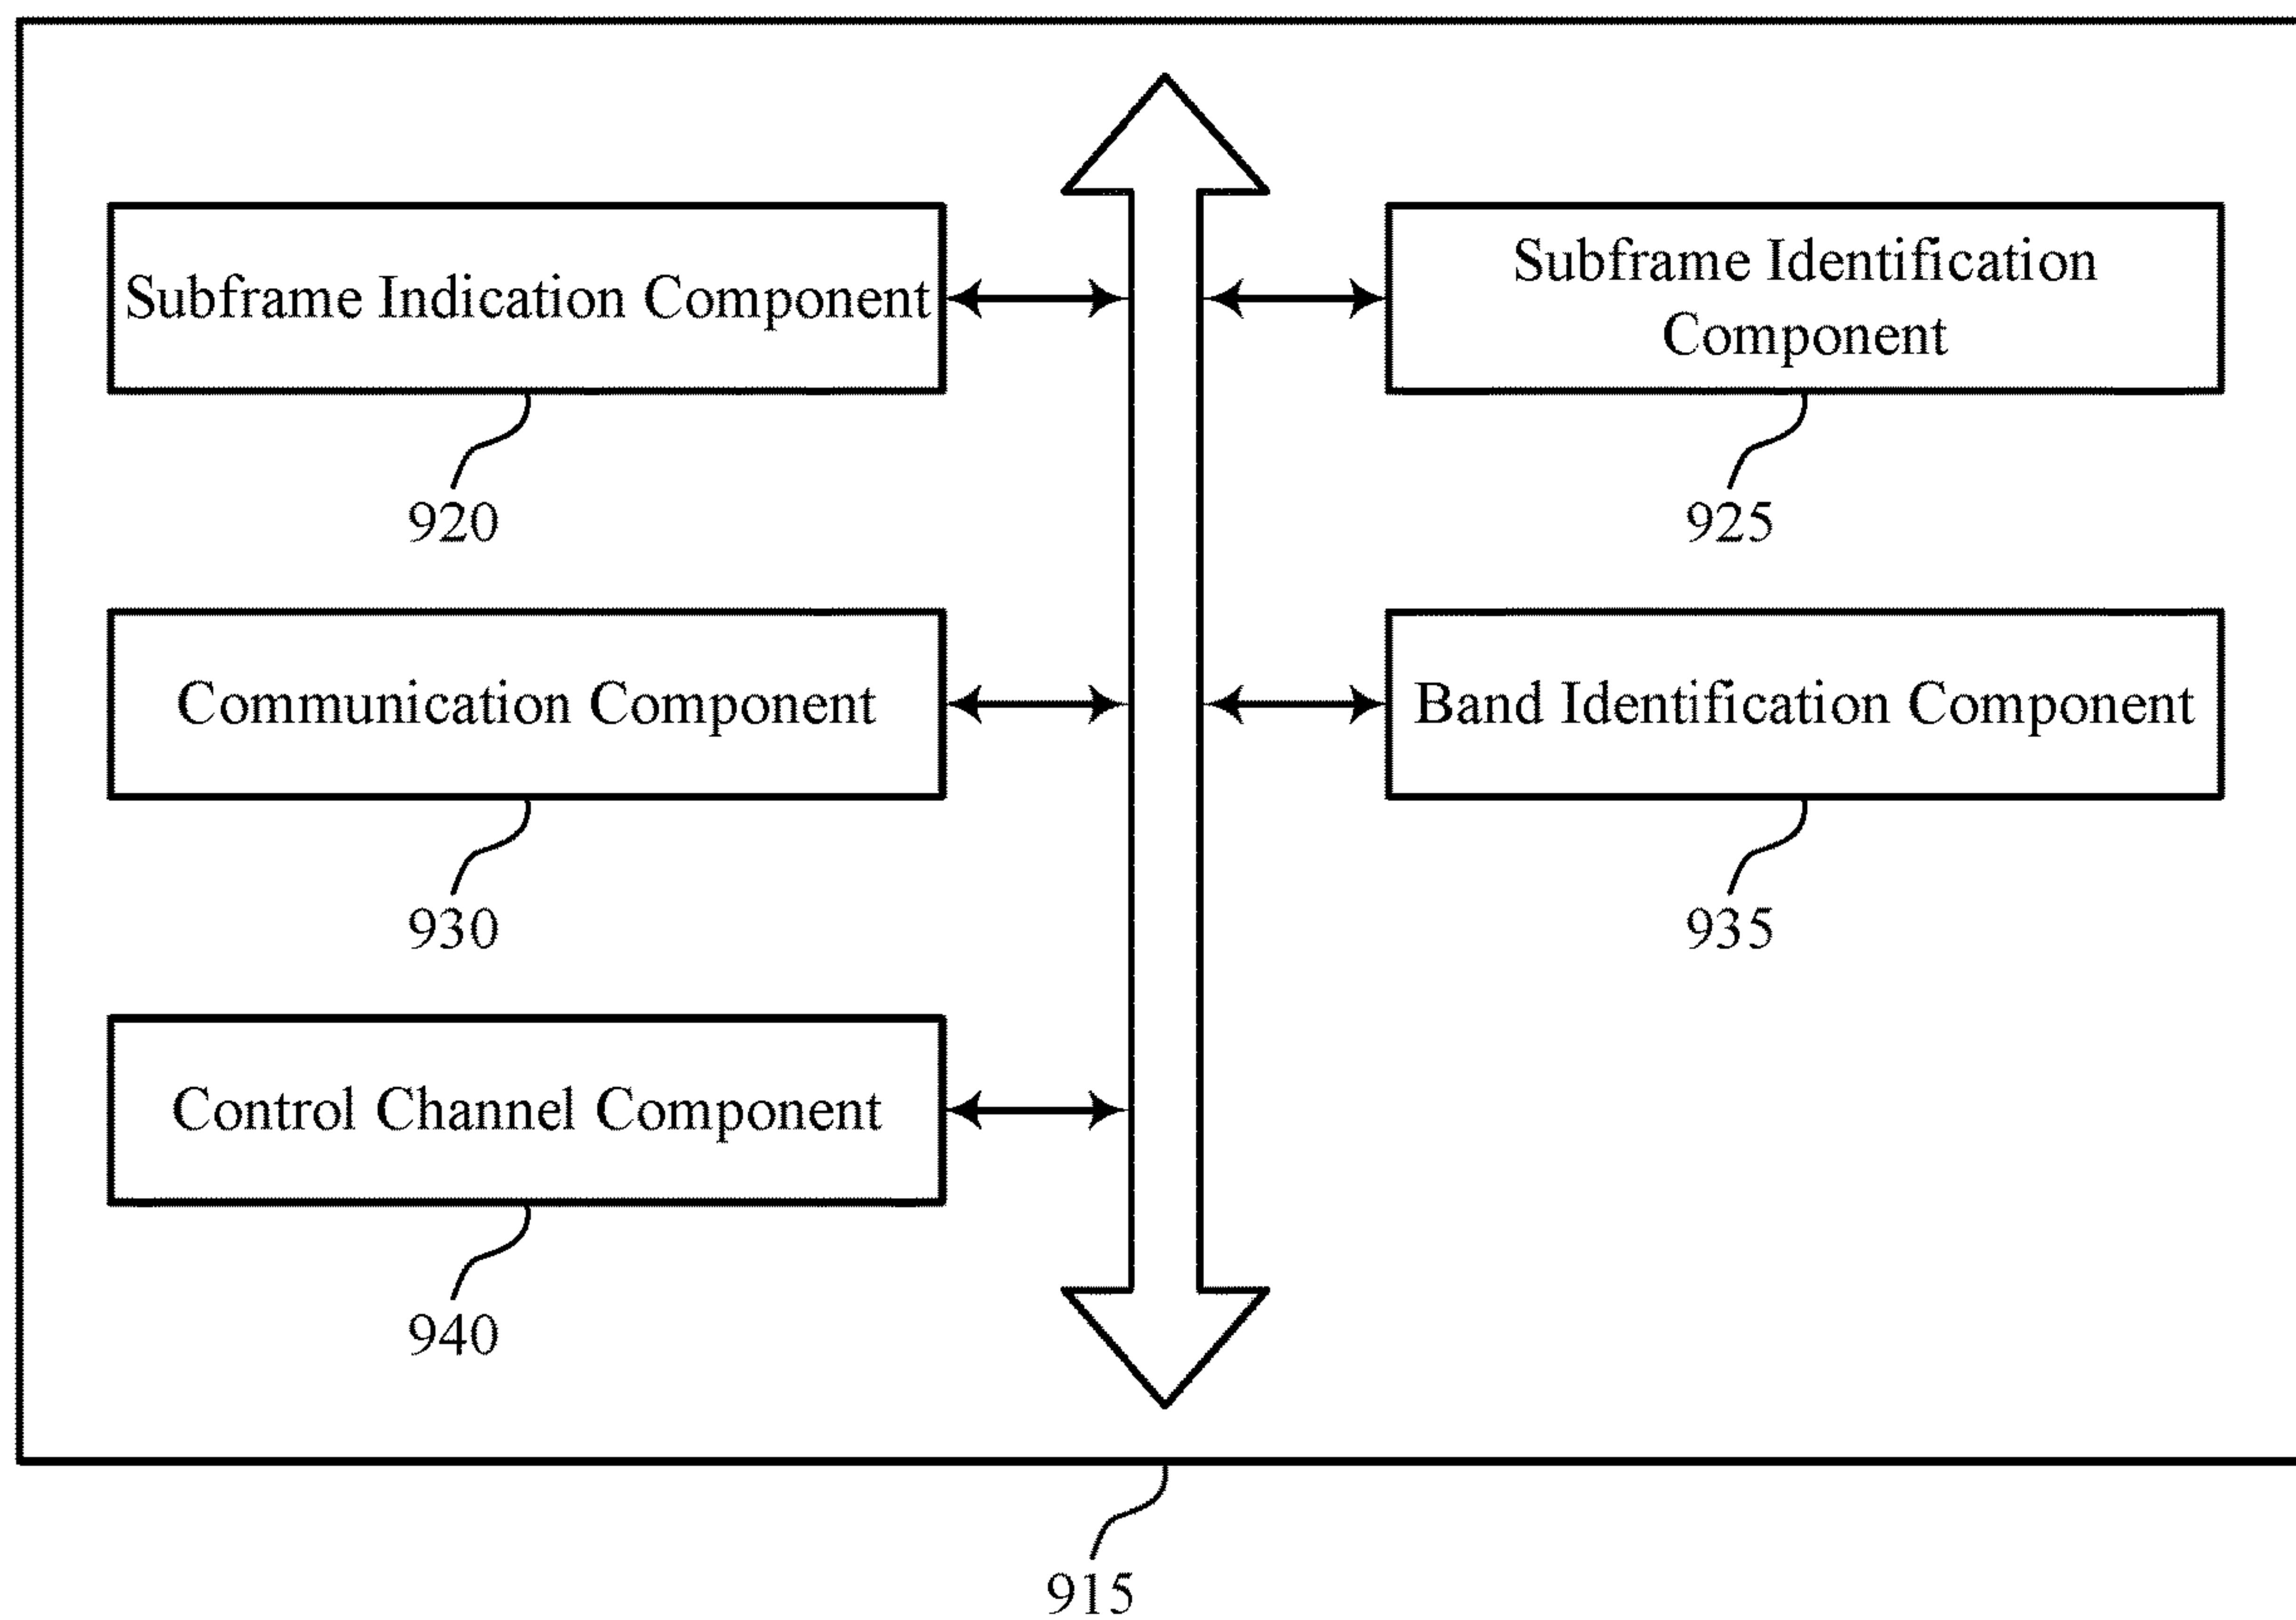 Subframe Indication Component
Subframe Identification
Component
920
925
Communication Component
Band Identification Component
930
935
Control Channel Component
940
915